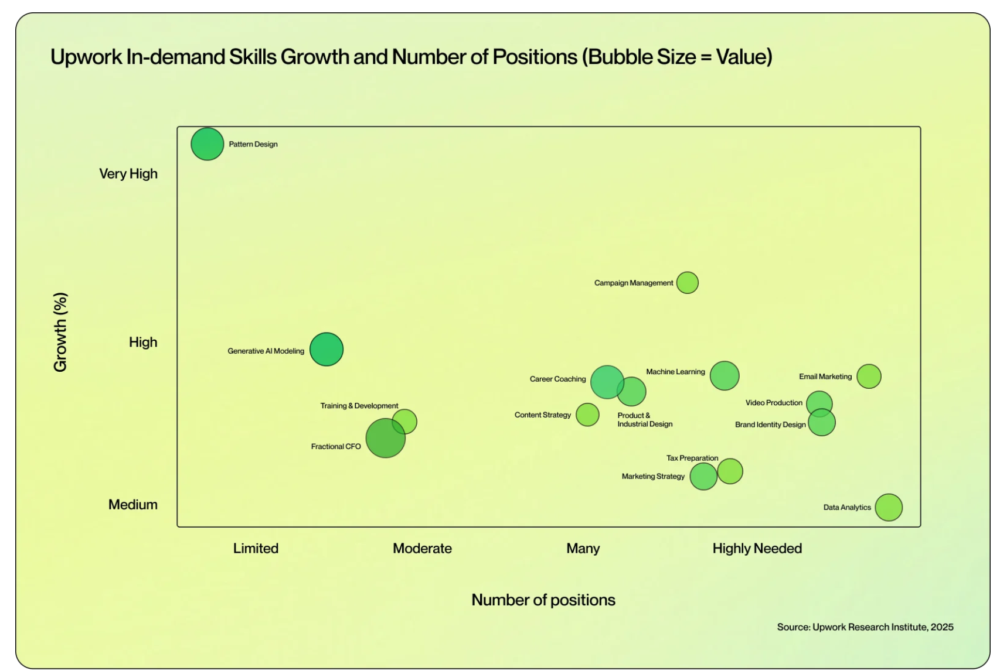 Upwork In-demand Skills Growth and Number of Positions (Bubble Size = Value)
Pattern Design
Very High
Campaign Management
Growth (%)
High
Generative AI Modeling
Career Coaching
Machine Learning
Email Marketing
Training & Development
Video Production
Content Strategy
Product &
Industrial Design
Brand Identity Design
Fractional CFO
Tax Preparation
Marketing Strategy
Medium
Data Analytics
Limited
Moderate
Many
Highly Needed
Number of positions
Source: Upwork Research Institute, 2025